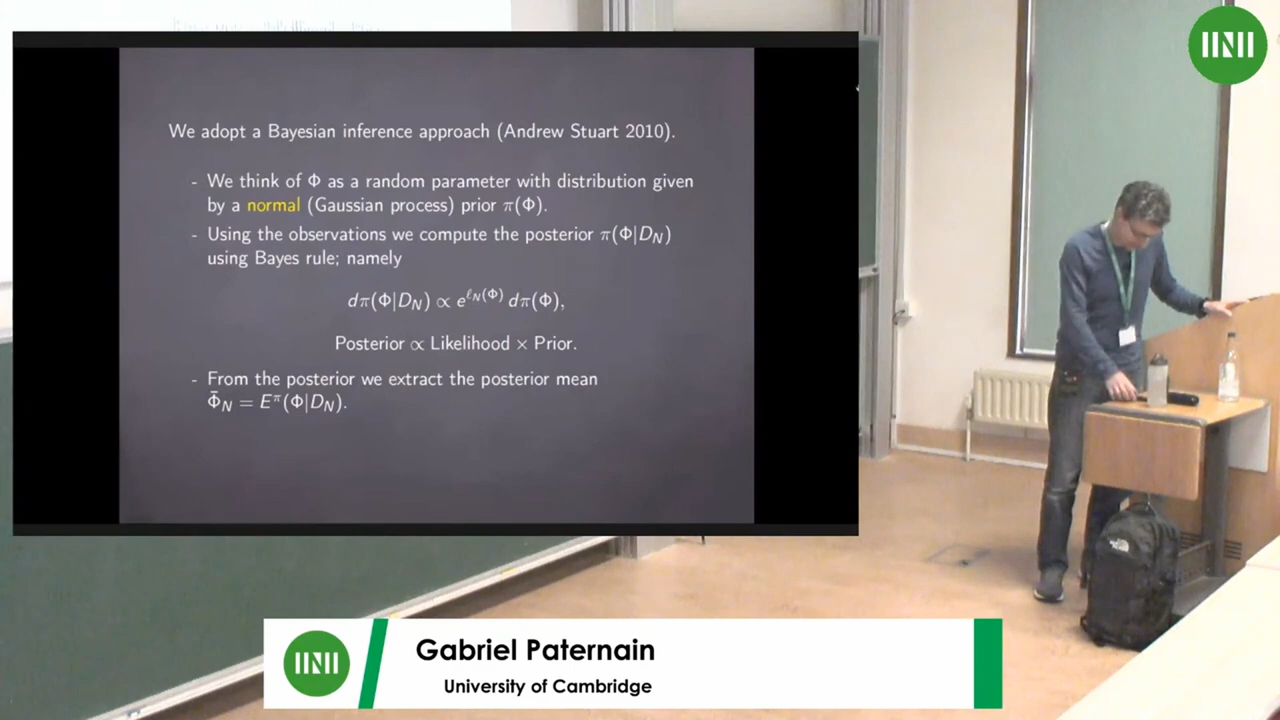 We adopt a Bayesian inference approach (Andrew Stuart 2010).
- We think of Φ as a random parameter with distribution given
by a normal (Gaussian process) prior π(Φ).
- Using the observations we compute the posterior π(Φ|D_N)
using Bayes rule; namely
dπ(Φ|D_N) ∝ e^{ℓ_N(Φ)} dπ(Φ),
Posterior ∝ Likelihood × Prior.
- From the posterior we extract the posterior mean
Φ̄_N = E^π(Φ|D_N).
Gabriel Paternain
University of Cambridge